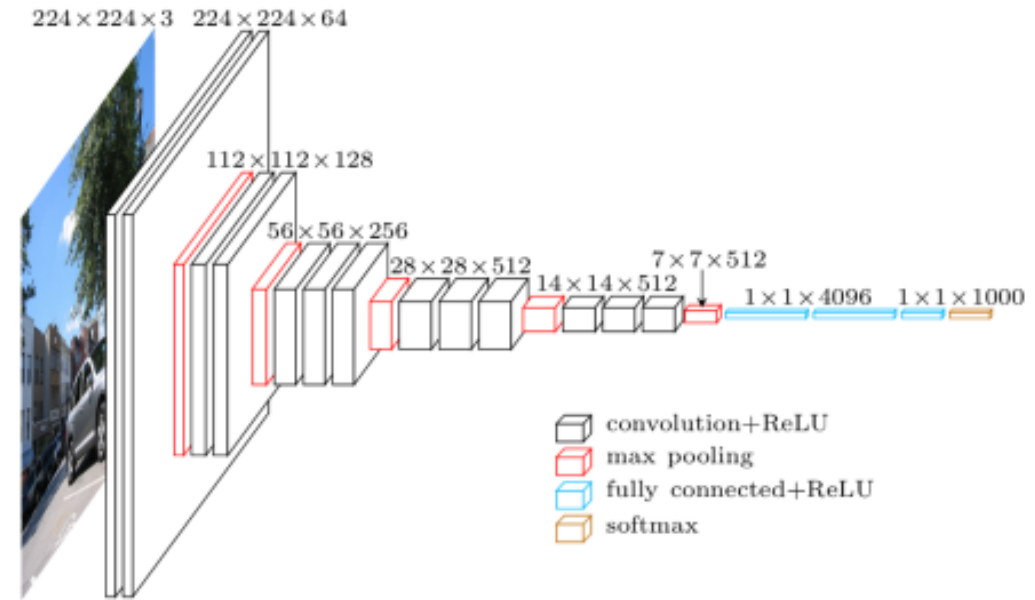 224×224×3
224×224×64
112×112×128
56×56×256
28×28×512
14×14×512
7×7×512
1×1×4096
1×1×1000
convolution+ReLU
max pooling
fully connected+ReLU
softmax